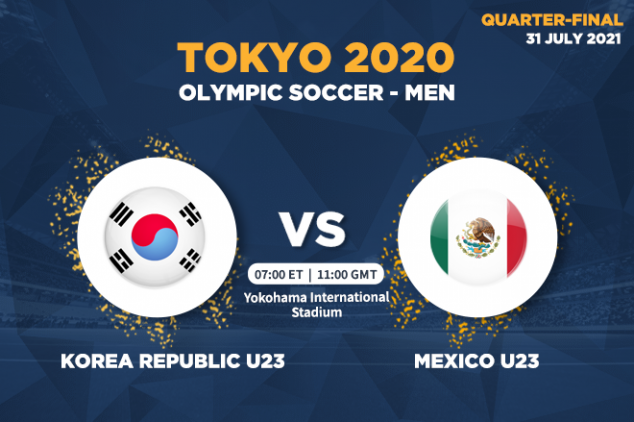 QUARTER-FINAL
31 JULY 2021
TOKYO 2020
OLYMPIC SOCCER - MEN
VS
07:00 ET | 11:00 GMT
Yokohama International
Stadium
KOREA REPUBLIC U23
MEXICO U23